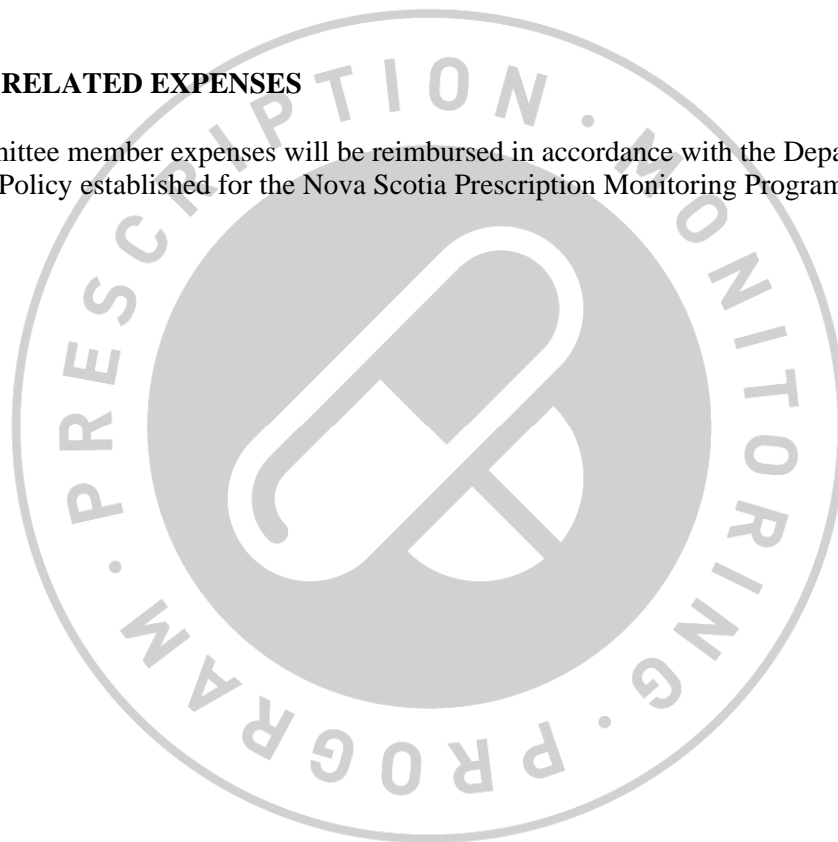 RELATED EXPENSES
mittee member expenses will be reimbursed in accordance with the Depa
Policy established for the Nova Scotia Prescription Monitoring Program
PRESCRIPTION · MONITORING · PROGRAM ·